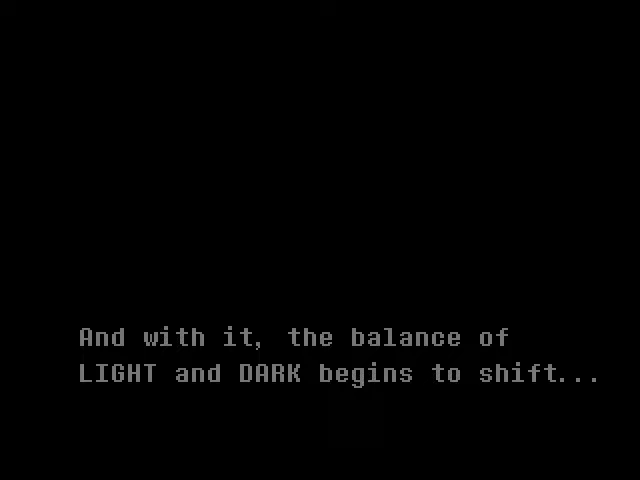 And with it, the balance of
LIGHT and DARK begins to shift...